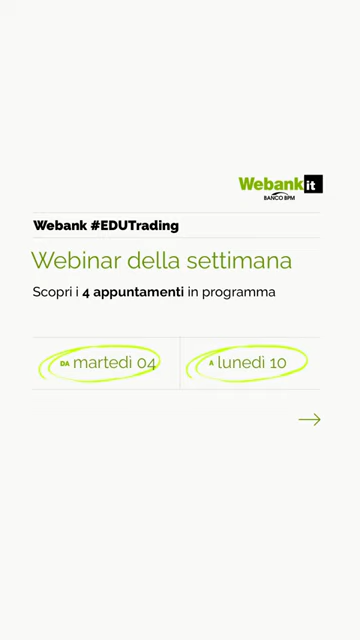 Webank it
BANCO BPM
Webank #EDUTrading
Webinar della settimana
Scopri i 4 appuntamenti in programma
DA martedì 04
A lunedì 10